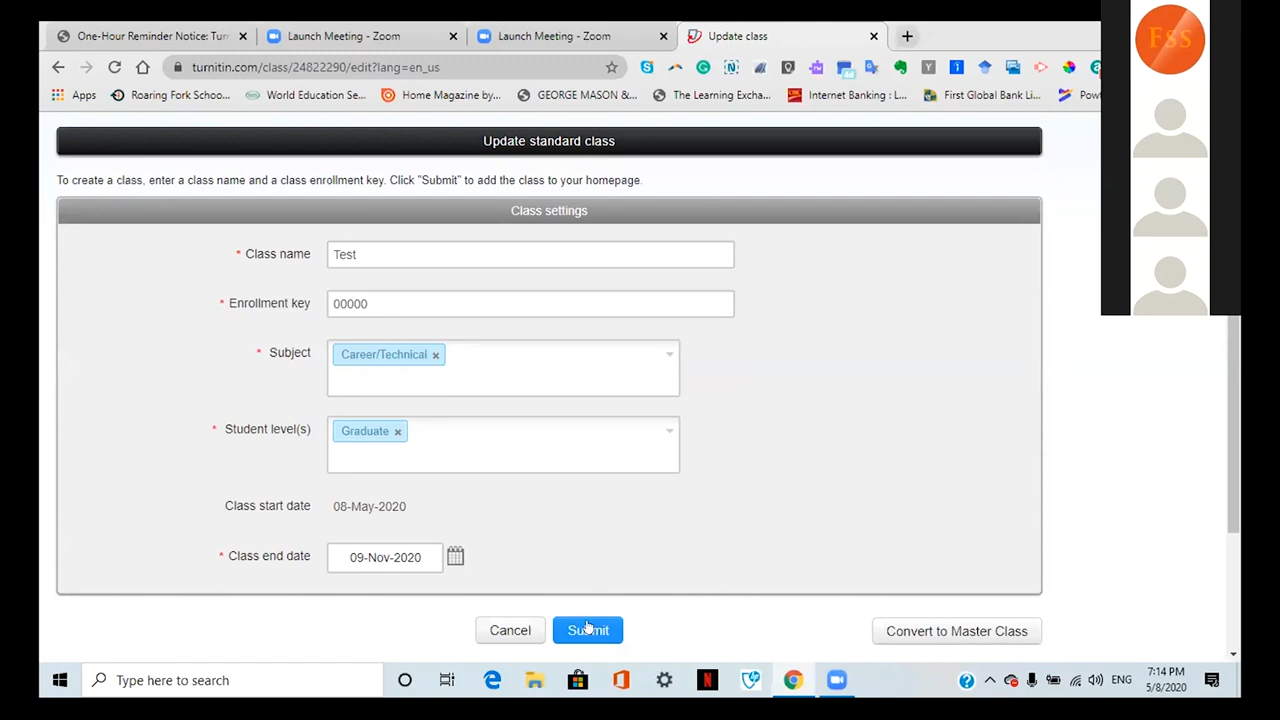 One-Hour Reminder Notice: Turn
Launch Meeting - Zoom
Launch Meeting - Zoom
Update class
Fss
turnitin.com/class/24822290/edit?lang=en_us
Apps
Roaring Fork Schoo...
World Education Se...
Home Magazine by...
GEORGE MASON &...
The Learning Excha...
Internet Banking : L...
First Global Bank Li...
Powt
Update standard class
To create a class, enter a class name and a class enrollment key. Click "Submit" to add the class to your homepage.
Class settings
* Class name
Test
* Enrollment key
00000
* Subject
Career/Technical ×
* Student level(s)
Graduate ×
Class start date
08-May-2020
* Class end date
09-Nov-2020
Cancel
Submit
Convert to Master Class
Type here to search
ENG
7:14 PM
5/8/2020